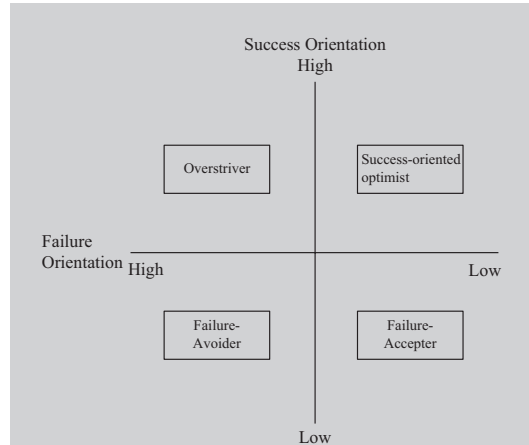 Success Orientation
High
Overstriver
Success-oriented
optimist
Failure
Orientation
High
Low
Failure-
Avoider
Failure-
Accepter
Low